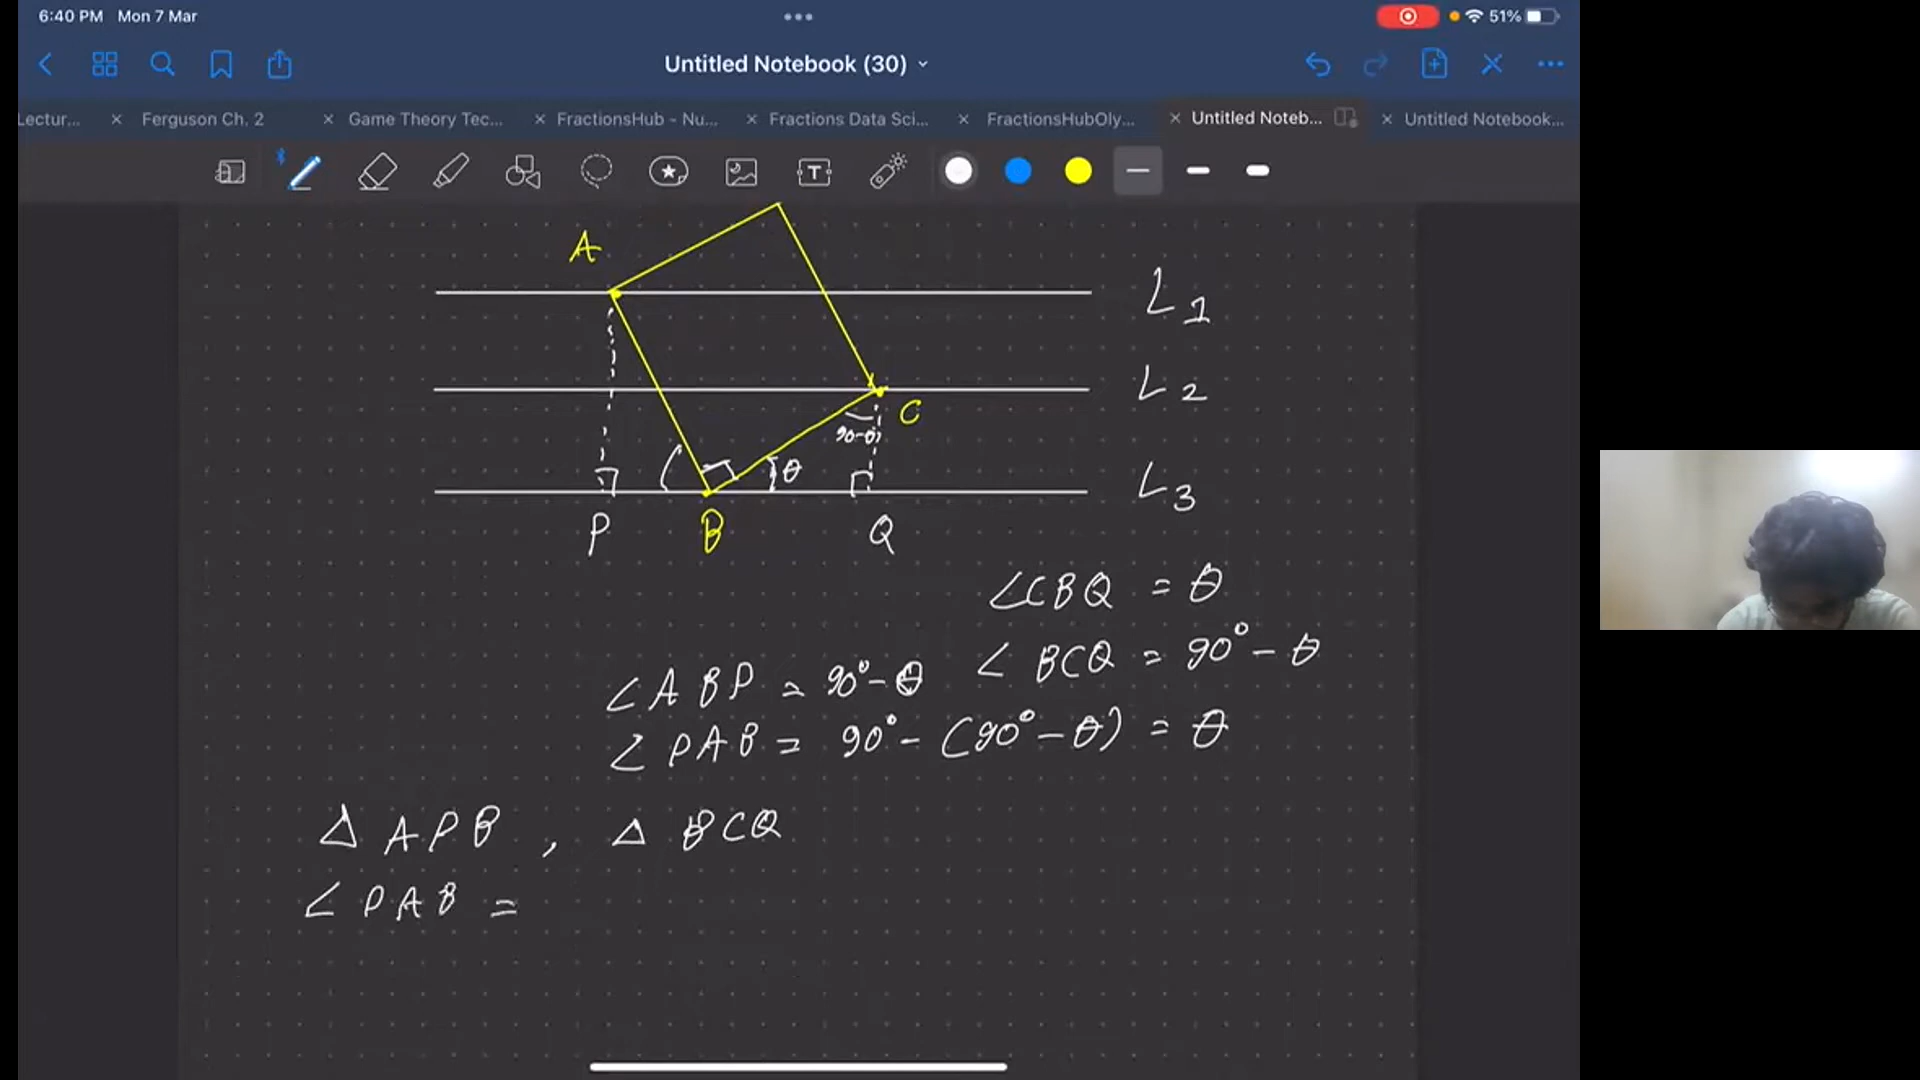 6:40 PM Mon 7 Mar
51%
Untitled Notebook (30)
Lectur... Ferguson Ch. 2 Game Theory Tec... FractionsHub - Nu... Fractions Data Sci... FractionsHubOly... Untitled Noteb... Untitled Notebook...
T
A
L1
L2
C
90-θ
θ
L3
P B Q
∠CBQ = θ
∠BCQ = 90° - θ
∠ABP = 90° - θ
∠PAB = 90° - (90° - θ) = θ
△APB, △BCQ
∠PAB =